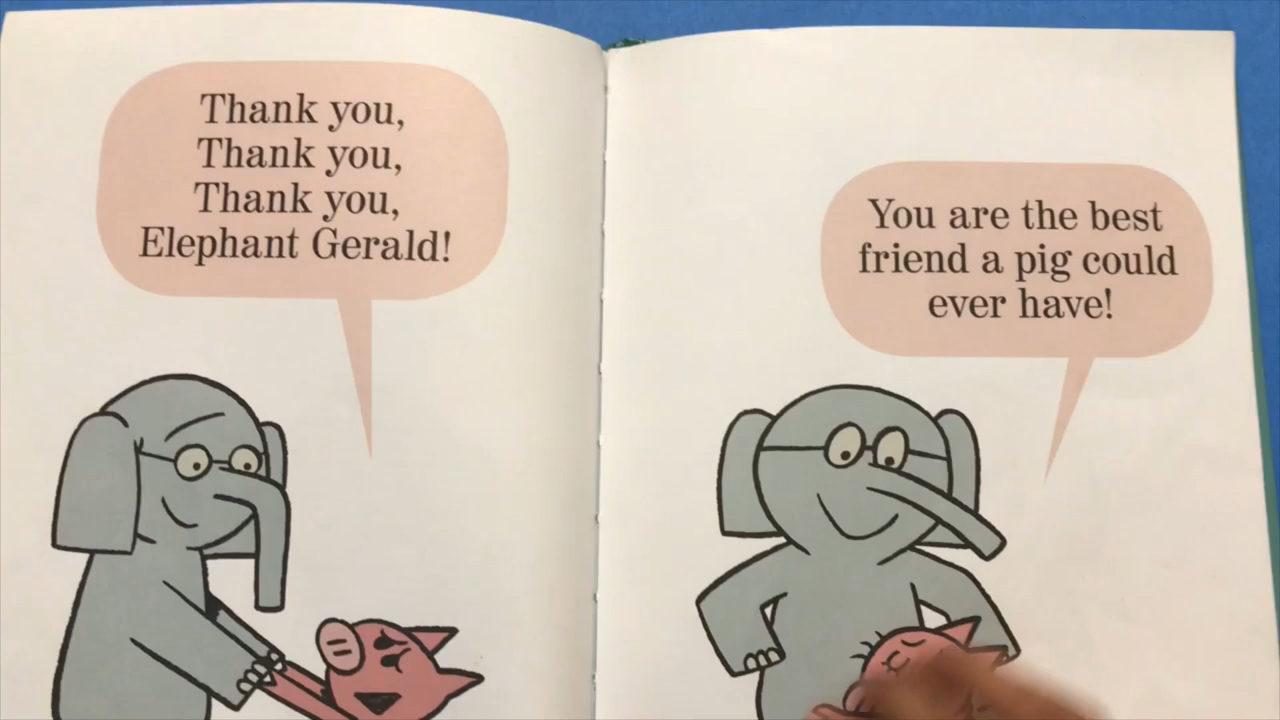 Thank you,
Thank you,
Thank you,
Elephant Gerald!
You are the best
friend a pig could
ever have!